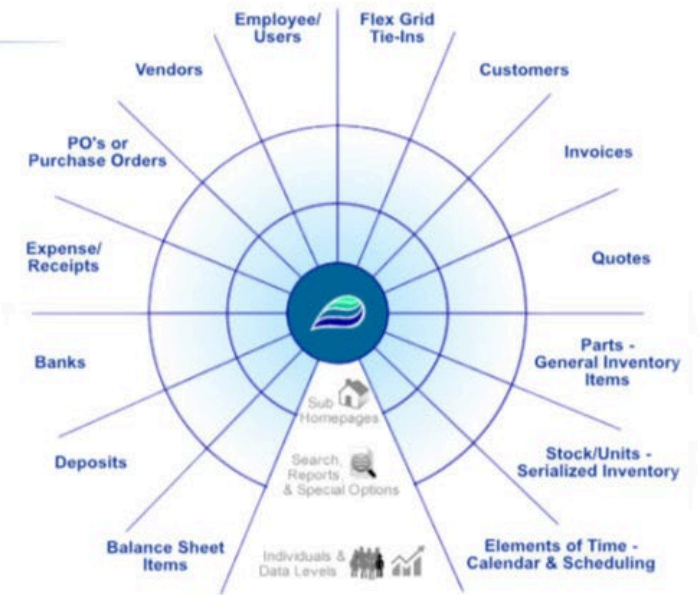 Employee/
Users
Flex Grid
Tie-Ins
Vendors
Customers
PO's or
Purchase Orders
Invoices
Expense/
Receipts
Quotes
Banks
Parts -
General Inventory
Items
Deposits
Stock/Units -
Serialized Inventory
Balance Sheet
Items
Elements of Time -
Calendar & Scheduling
Sub
Homepages
Search,
Reports,
& Special Options
Individuals &
Data Levels